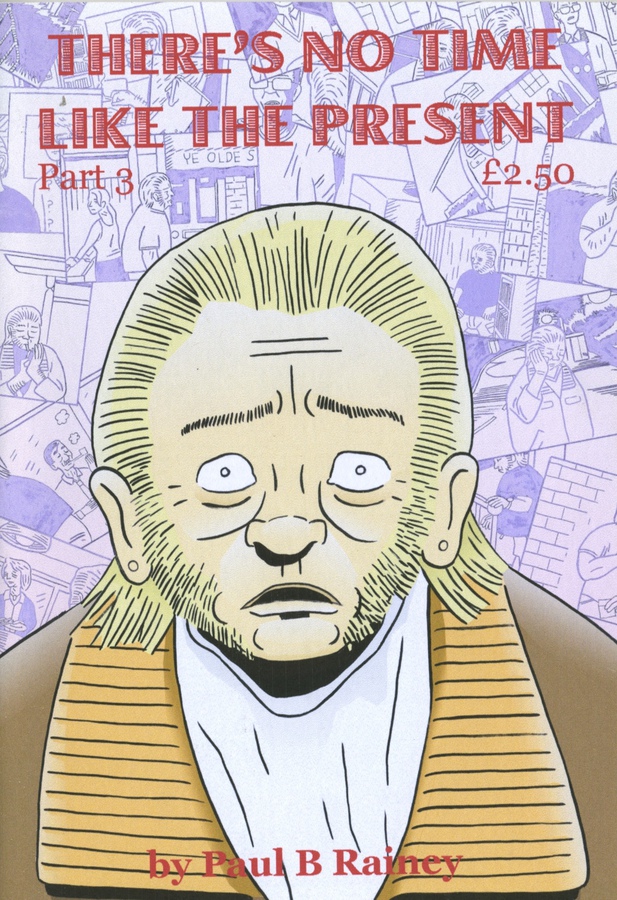 THERE'S NO TIME
LIKE THE PRESENT
Part 3
£2.50
YE OLDE S
by Paul B Rainey